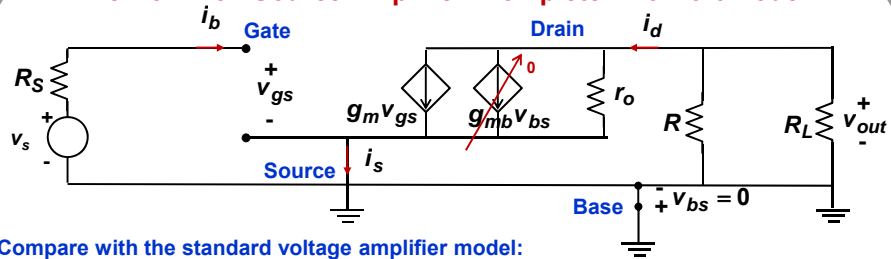 i_b
Gate
Drain
i_d
R_S
+
v_gs
-
g_m v_gs
g_mb v_bs
0
r_o
R
R_L
+
v_out
-
+
v_s
-
Source
i_s
Base
-
+
v_bs = 0
Compare with the standard voltage amplifier model: